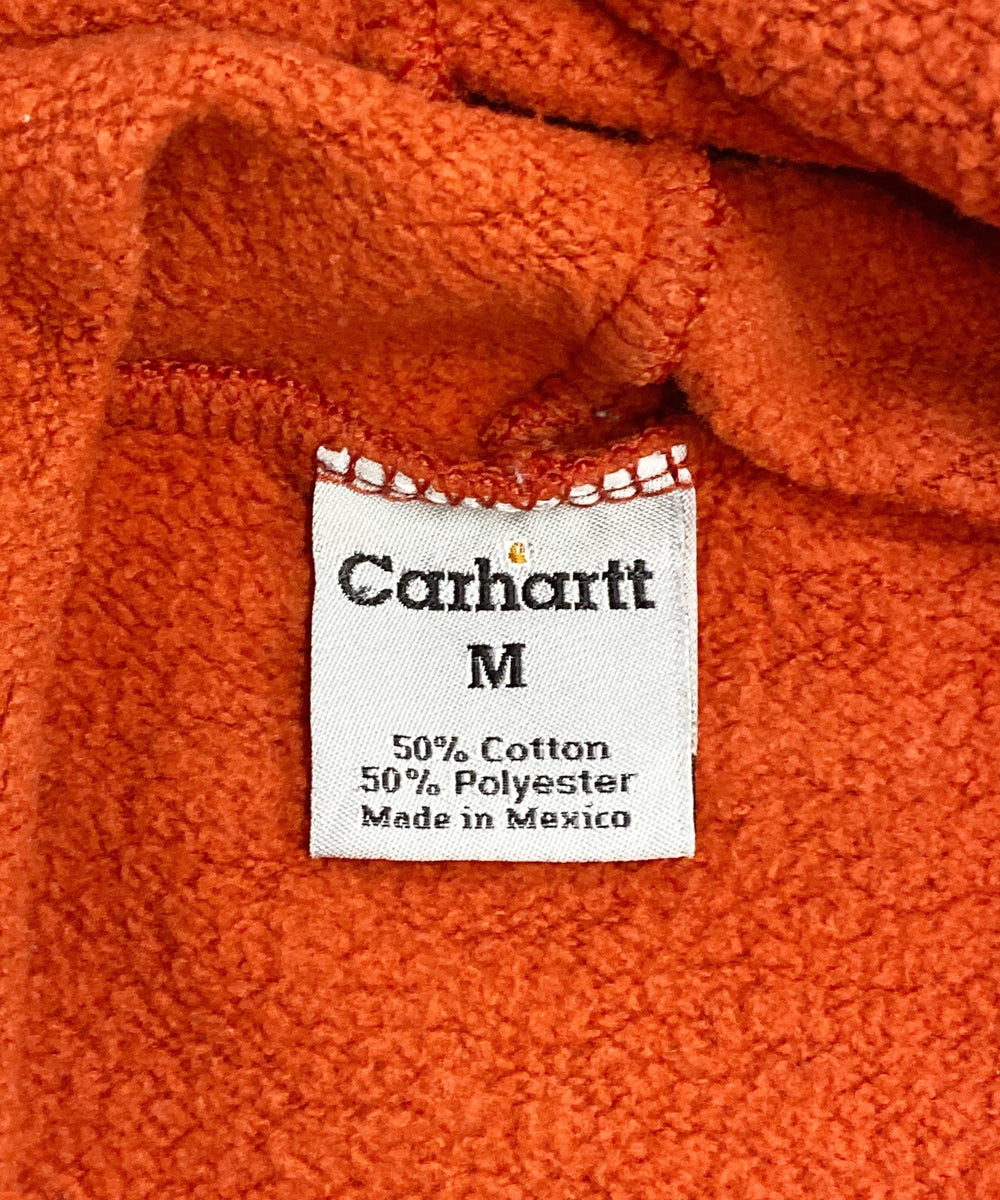 Carhartt
M
50% Cotton
50% Polyester
Made in Mexico